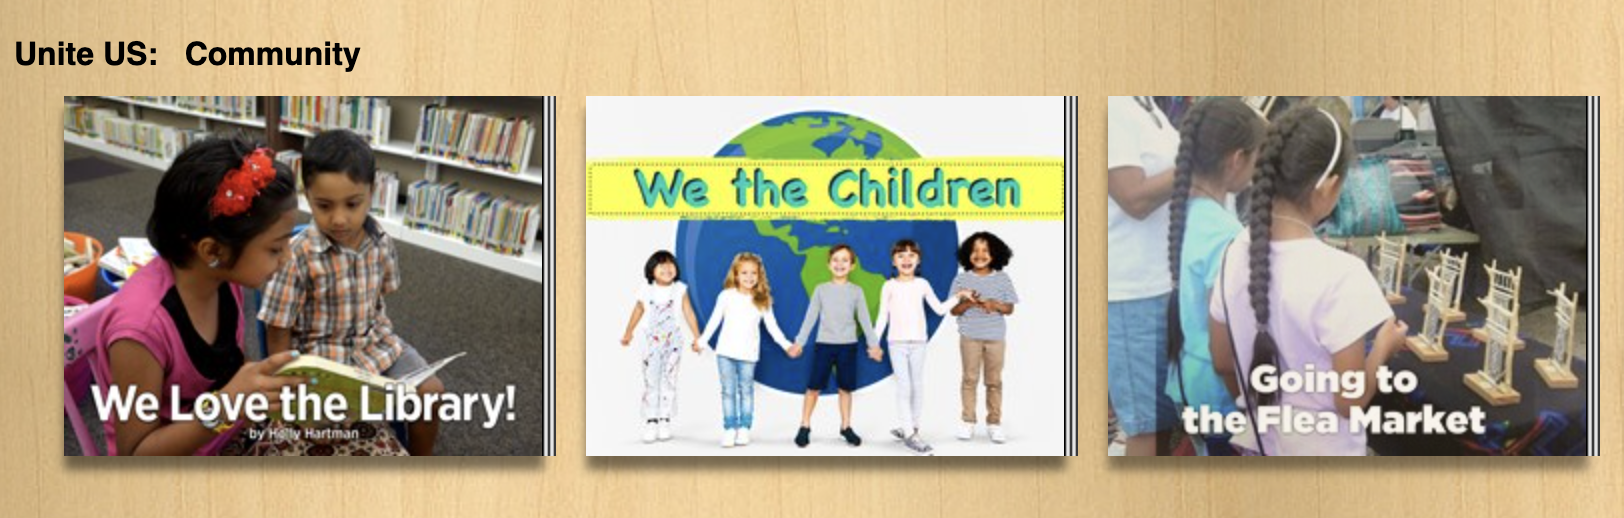 Unite US: Community
We Love the Library!
by Holly Hartman
We the Children
Going to
the Flea Market